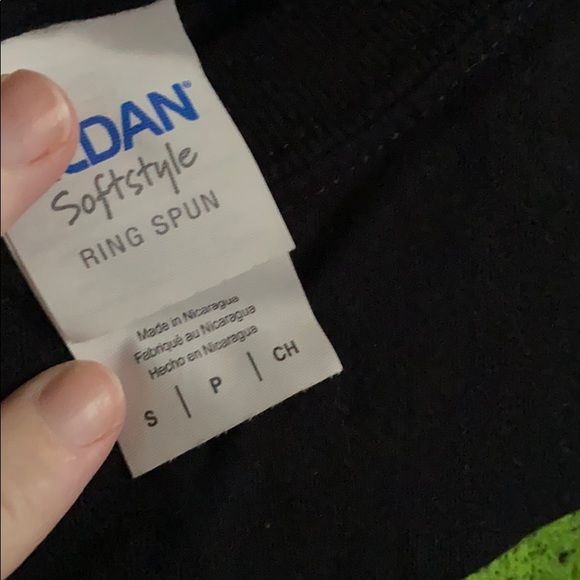 LDAN
Softstyle
RING SPUN
Made in Nicaragua
Fabriqué au Nicaragua
Hecho en Nicaragua
S | P | CH